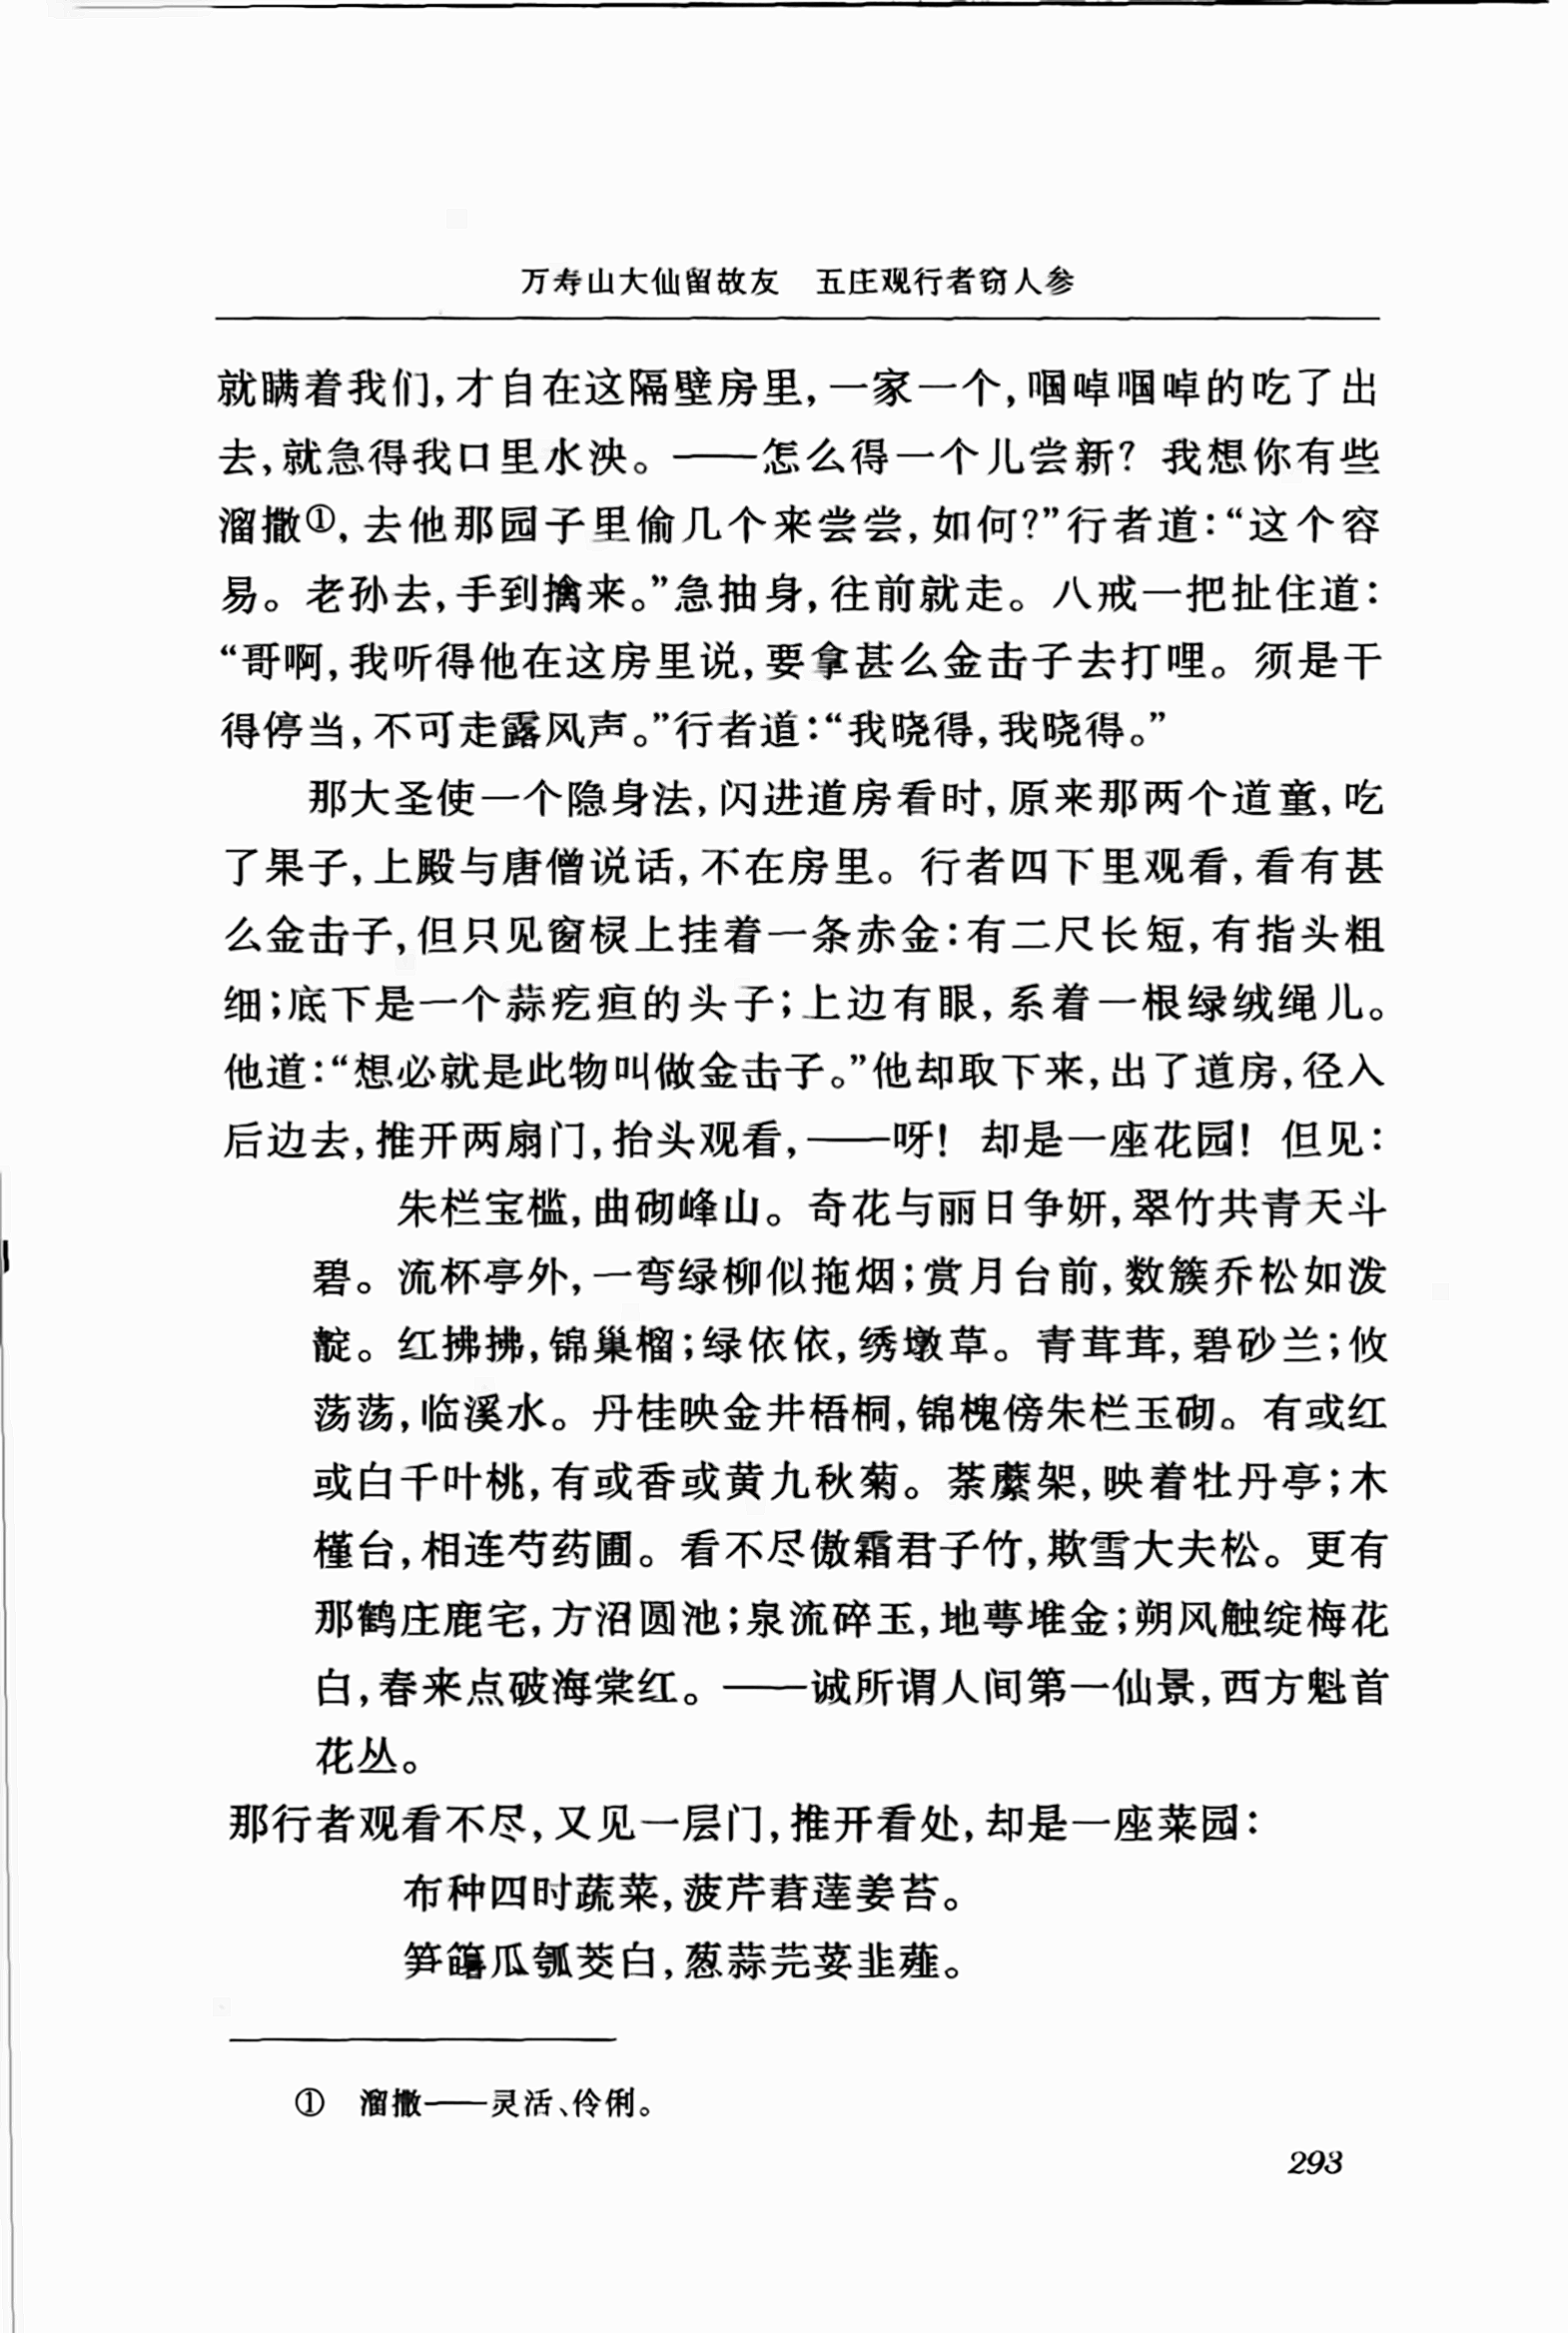 万寿山大仙留故友　五庄观行者窃人参
就瞒着我们,才自在这隔壁房里,一家一个,啯啅啯啅的吃了出
去,就急得我口里水泱。——怎么得一个儿尝新？我想你有些
溜撒①,去他那园子里偷几个来尝尝,如何?”行者道:“这个容
易。老孙去,手到擒来。”急抽身,往前就走。八戒一把扯住道:
“哥啊,我听得他在这房里说,要拿甚么金击子去打哩。须是干
得停当,不可走露风声。”行者道:“我晓得,我晓得。”
那大圣使一个隐身法,闪进道房看时,原来那两个道童,吃
了果子,上殿与唐僧说话,不在房里。行者四下里观看,看有甚
么金击子,但只见窗棂上挂着一条赤金:有二尺长短,有指头粗
细;底下是一个蒜疙疸的头子;上边有眼,系着一根绿绒绳儿。
他道:“想必就是此物叫做金击子。”他却取下来,出了道房,径入
后边去,推开两扇门,抬头观看,——呀！却是一座花园！但见:
朱栏宝槛,曲砌峰山。奇花与丽日争妍,翠竹共青天斗
碧。流杯亭外,一弯绿柳似拖烟;赏月台前,数簇乔松如泼
靛。红拂拂,锦巢榴;绿依依,绣墩草。青茸茸,碧砂兰;攸
荡荡,临溪水。丹桂映金井梧桐,锦槐傍朱栏玉砌。有或红
或白千叶桃,有或香或黄九秋菊。荼蘼架,映着牡丹亭;木
槿台,相连芍药圃。看不尽傲霜君子竹,欺雪大夫松。更有
那鹤庄鹿宅,方沼圆池;泉流碎玉,地萼堆金;朔风触绽梅花
白,春来点破海棠红。——诚所谓人间第一仙景,西方魁首
花丛。
那行者观看不尽,又见一层门,推开看处,却是一座菜园:
布种四时蔬菜,菠芹莙荙姜苔。
笋瓜瓠茭白,葱蒜芫荽韭薤。
① 溜撒——灵活、伶俐。
293